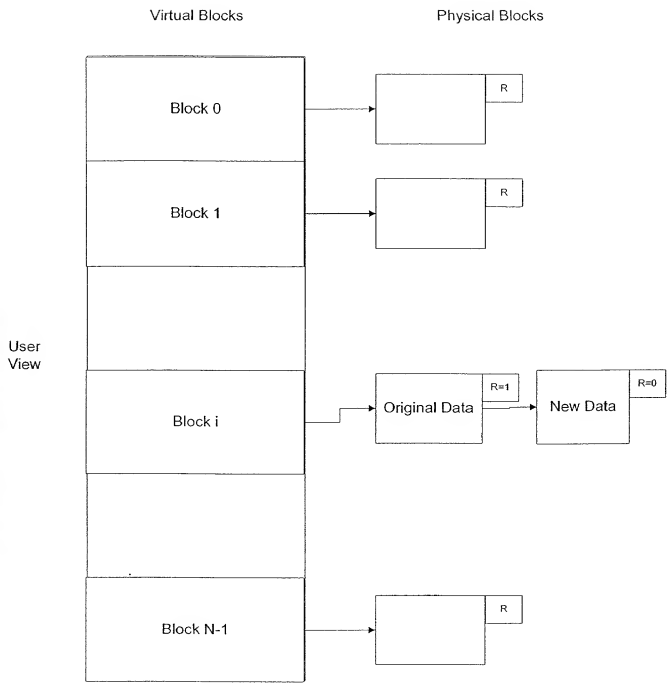 Virtual Blocks
Physical Blocks
Block 0
R
Block 1
R
User
View
Block i
Original Data
R=1
New Data
R=0
Block N-1
R